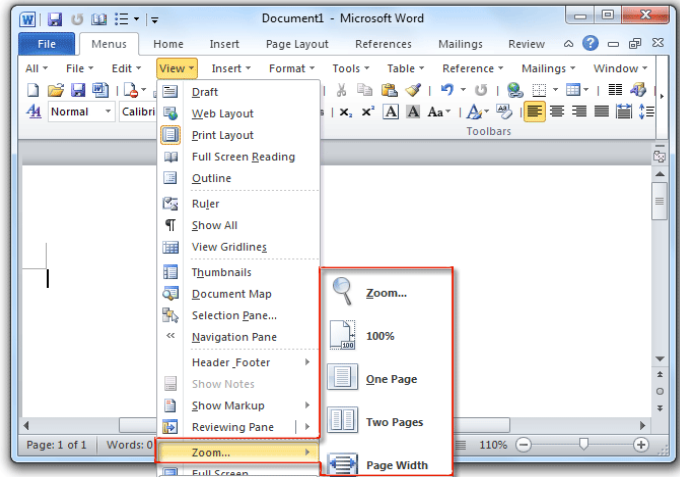 Document1 - Microsoft Word
File Menus Home Insert Page Layout References Mailings Review
All File Edit View Insert Format Tools Table Reference Mailings Window
Normal Calibri
Aa
Toolbars
Draft
Web Layout
Print Layout
Full Screen Reading
Outline
Ruler
Show All
View Gridlines
Thumbnails
Document Map
Selection Pane...
Navigation Pane
Header_Footer
Show Notes
Show Markup
Reviewing Pane
Zoom...
Full Screen
Zoom...
100%
One Page
Two Pages
Page Width
Page: 1 of 1 Words: 0
110%